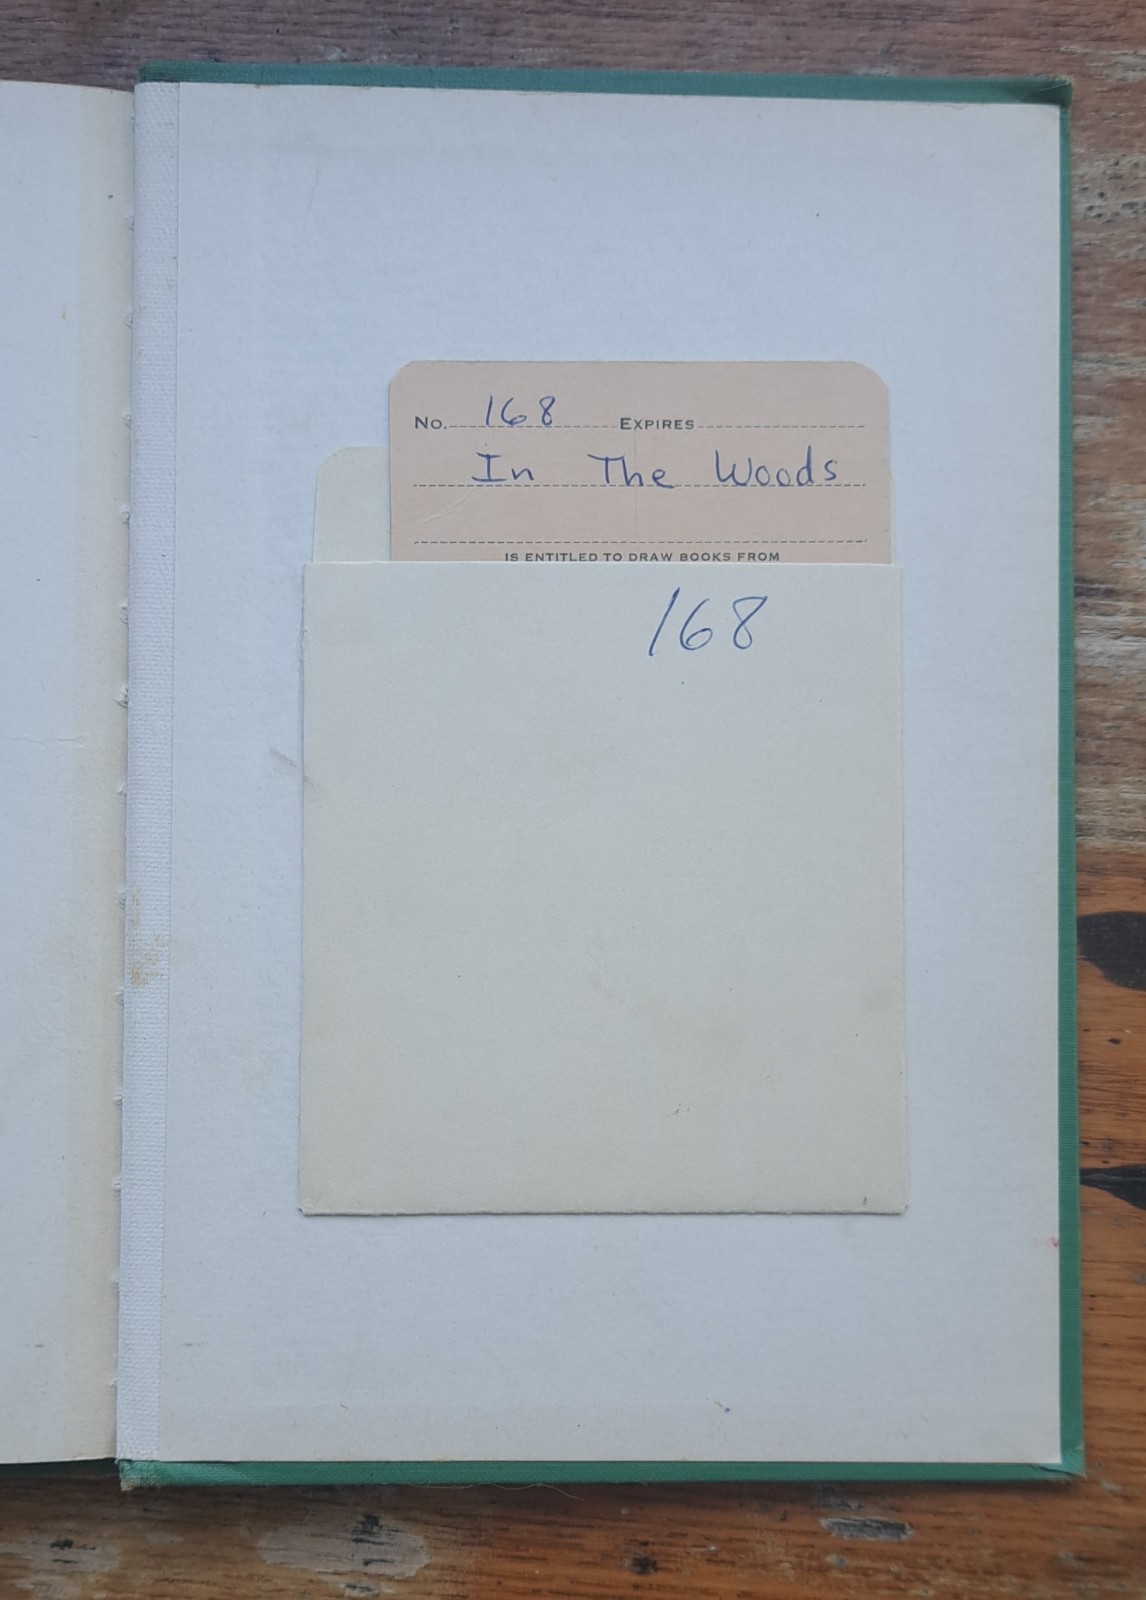 No. 168 EXPIRES
In The Woods
IS ENTITLED TO DRAW BOOKS FROM
168